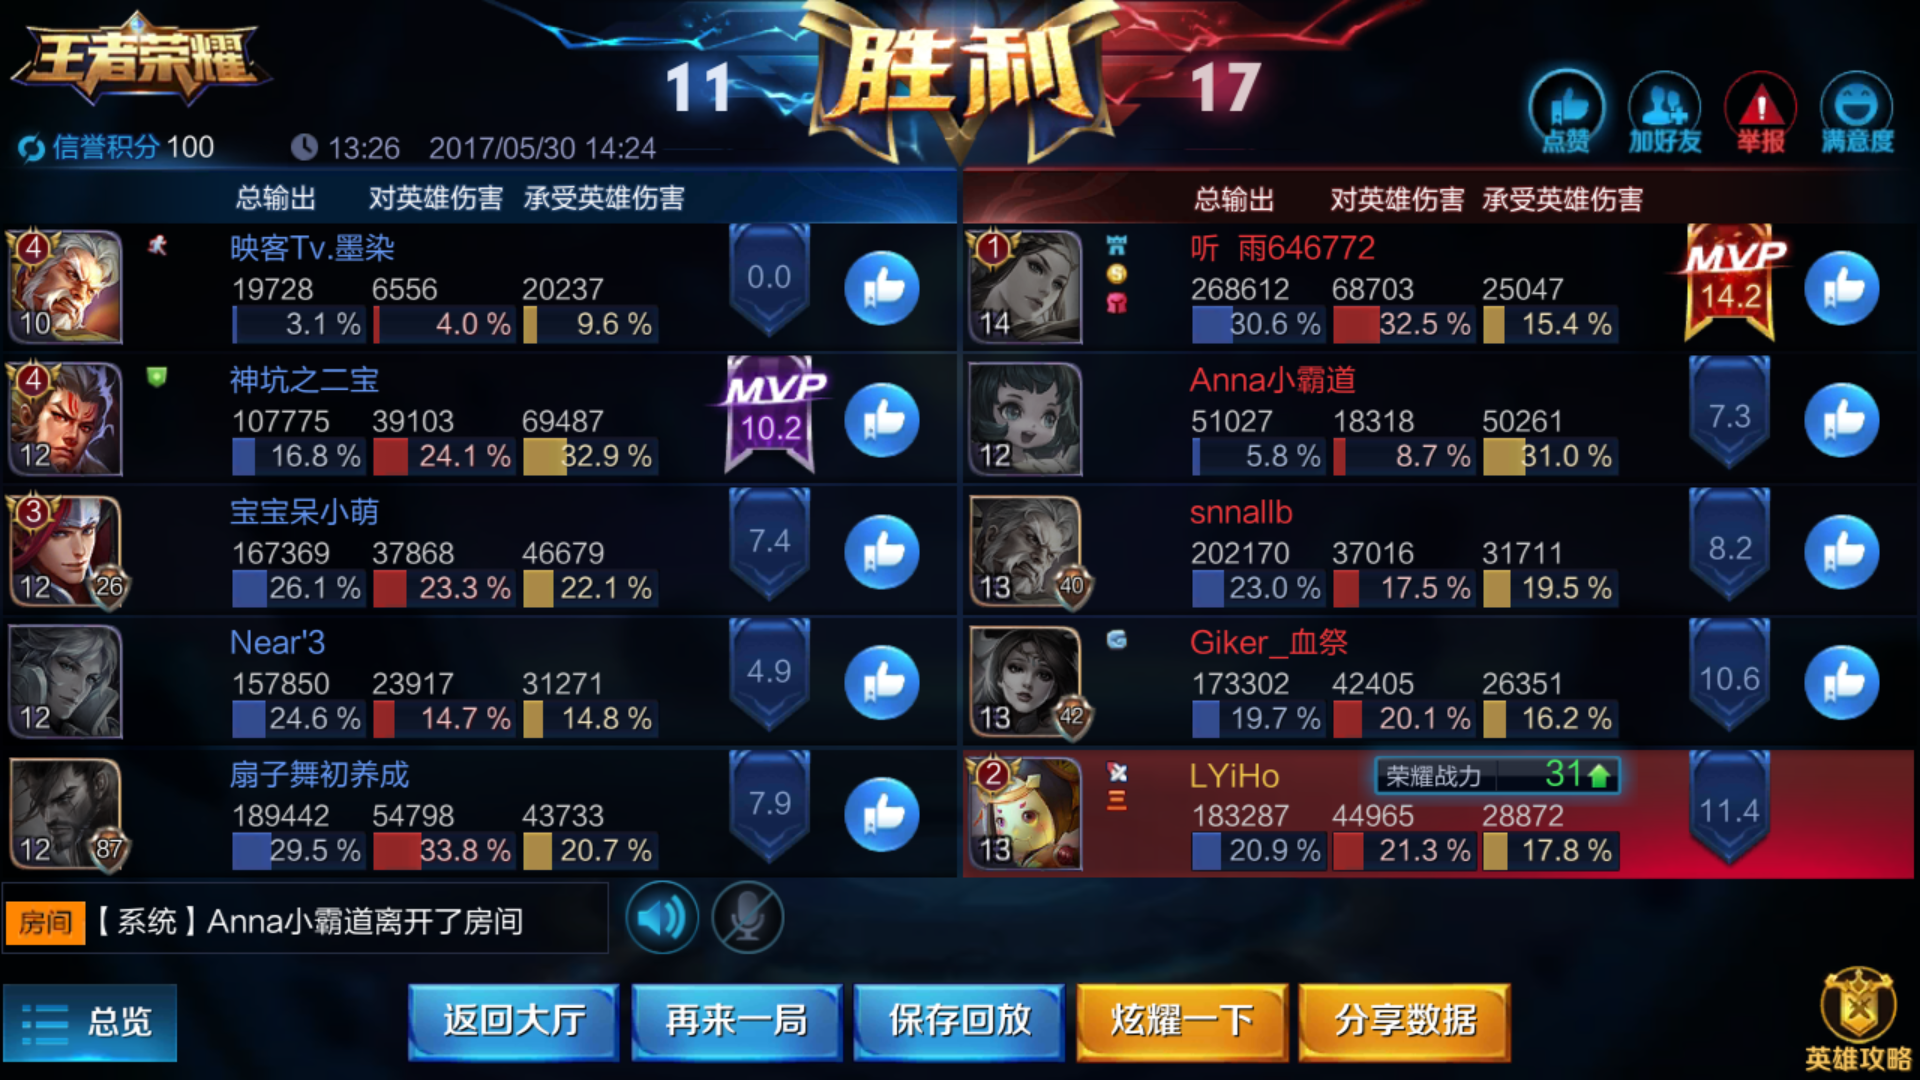 王者荣耀
11 胜利 17
信誉积分 100 13:26 2017/05/30 14:24
点赞 加好友 举报 满意度
总输出 对英雄伤害 承受英雄伤害
4 10 映客Tv.墨染 0.0
19728 6556 20237
3.1 % 4.0 % 9.6 %
4 12 神坑之二宝 MVP 10.2
107775 39103 69487
16.8 % 24.1 % 32.9 %
3 12 26 宝宝呆小萌 7.4
167369 37868 46679
26.1 % 23.3 % 22.1 %
12 Near'3 4.9
157850 23917 31271
24.6 % 14.7 % 14.8 %
12 87 扇子舞初养成 7.9
189442 54798 43733
29.5 % 33.8 % 20.7 %
总输出 对英雄伤害 承受英雄伤害
1 14 听 雨646772 MVP 14.2
268612 68703 25047
30.6 % 32.5 % 15.4 %
12 Anna小霸道 7.3
51027 18318 50261
5.8 % 8.7 % 31.0 %
13 40 snnallb 8.2
202170 37016 31711
23.0 % 17.5 % 19.5 %
13 42 Giker_血祭 10.6
173302 42405 26351
19.7 % 20.1 % 16.2 %
2 13 三 LYiHo 荣耀战力 31 11.4
183287 44965 28872
20.9 % 21.3 % 17.8 %
房间 【 系统 】Anna小霸道离开了房间
总览 返回大厅 再来一局 保存回放 炫耀一下 分享数据 英雄攻略